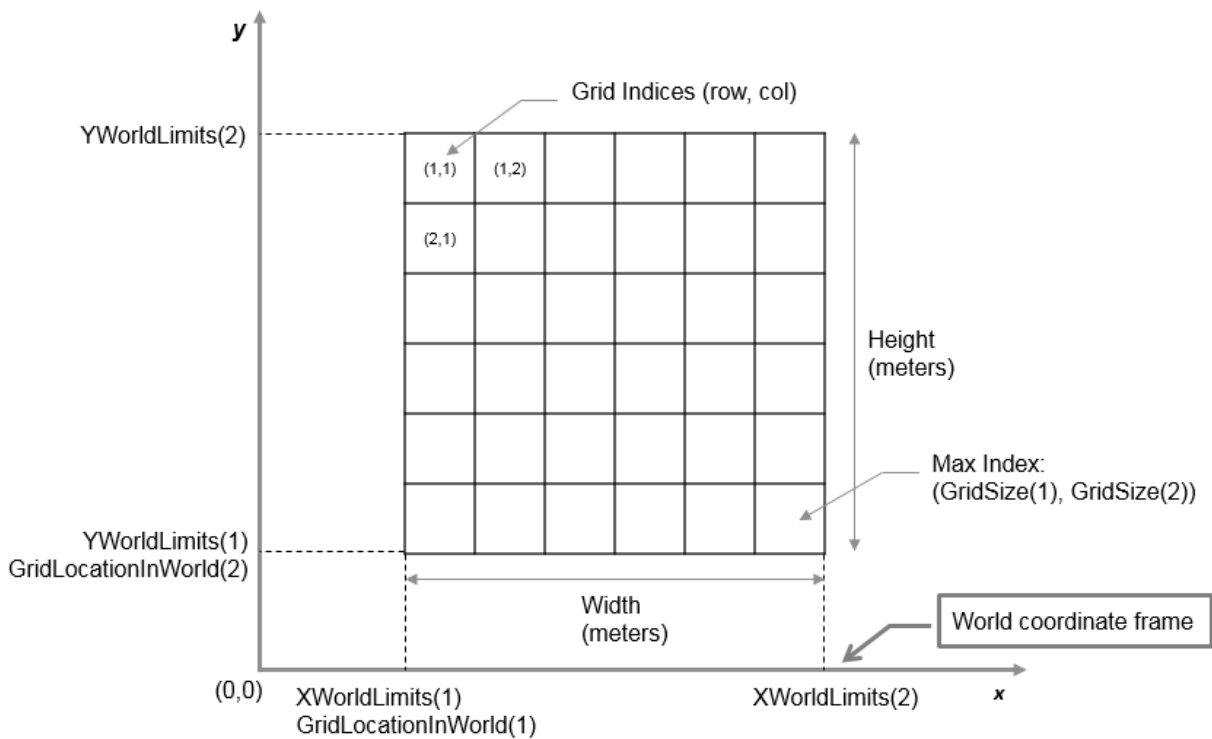 y
Grid Indices (row, col)
YWorldLimits(2)
(1,1)
(1,2)
(2,1)
Height
(meters)
Max Index:
(GridSize(1), GridSize(2))
YWorldLimits(1)
GridLocationInWorld(2)
Width
(meters)
World coordinate frame
(0,0)
XWorldLimits(1)
GridLocationInWorld(1)
XWorldLimits(2)
x